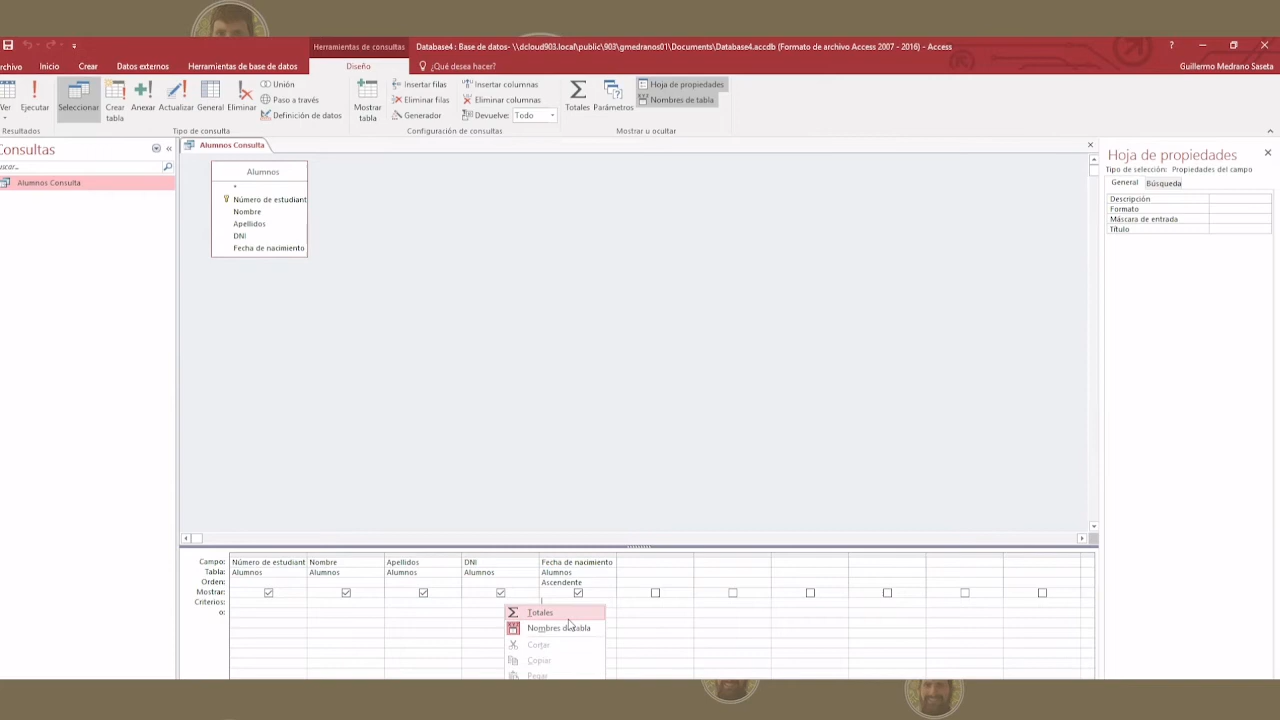 Herramientas de consultas
Database4 : Base de datos- \\dcloud903.local\public\903\gmedranos01\Documents\Database4.accdb (Formato de archivo Access 2007 - 2016) - Access
?
rchivo Inicio Crear Datos externos Herramientas de base de datos Diseño ¿Qué desea hacer? Guillermo Medrano Saseta
Ver
Ejecutar
Resultados
Seleccionar
Crear
tabla
Anexar
Actualizar
General
Eliminar
Unión
Paso a través
Definición de datos
Tipo de consulta
Mostrar
tabla
Insertar filas
Eliminar filas
Generador
Insertar columnas
Eliminar columnas
Devuelve: Todo
Configuración de consultas
Totales
Parámetros
Hoja de propiedades
Nombres de tabla
Mostrar u ocultar
Consultas
uscar...
Alumnos Consulta
Alumnos Consulta
Alumnos
*
Número de estudiant
Nombre
Apellidos
DNI
Fecha de nacimiento
Hoja de propiedades
Tipo de selección: Propiedades del campo
General Búsqueda
Descripción
Formato
Máscara de entrada
Título
Campo: Número de estudiant Nombre Apellidos DNI Fecha de nacimiento
Tabla: Alumnos Alumnos Alumnos Alumnos Alumnos
Orden: Ascendente
Mostrar:
Criterios:
o:
Totales
Nombres de tabla
Cortar
Copiar
Pegar